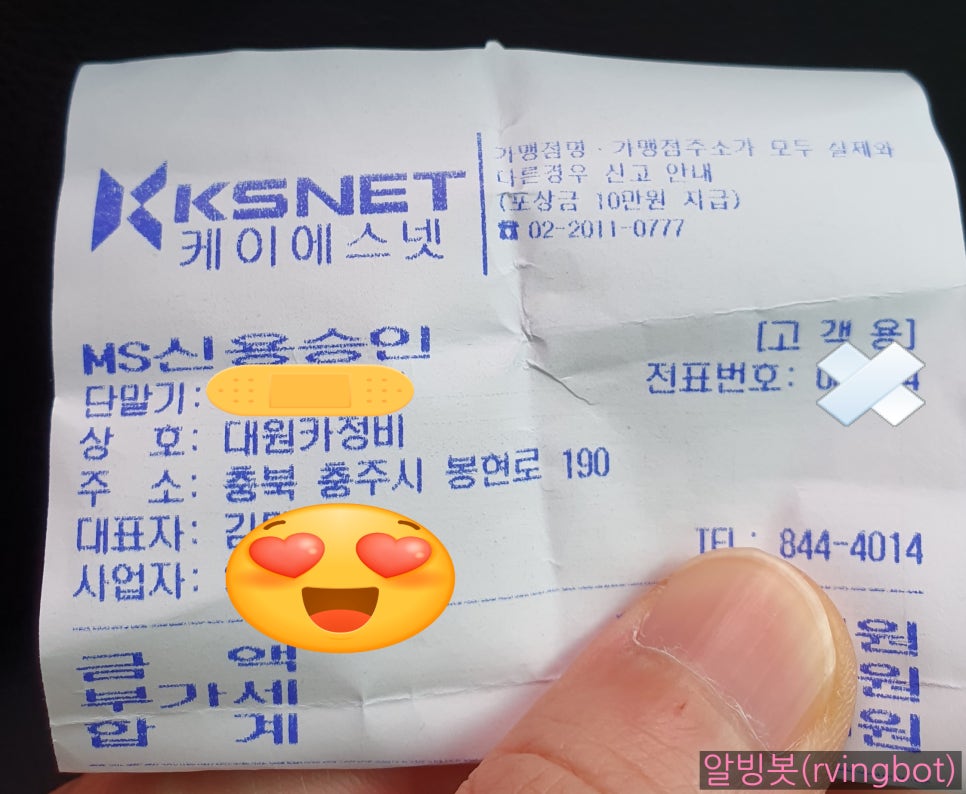 KSNET
케이에스넷
가맹점명 · 가맹점주소가 모두 실제와
다른경우 신고 안내
(포상금 10만원 지급)
☎ 02-2011-0777
MS신용승인
[고 객 용]
단말기:
전표번호:
상 호: 대원카정비
주 소: 충북 충주시 봉현로 190
대표자: 김
TEL: 844-4014
사업자:
금 액 원
부가세 원
합 계 원
알빙봇(rvingbot)